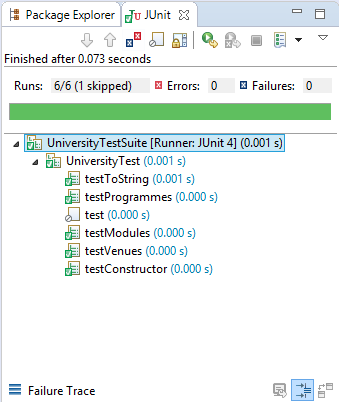 Package Explorer JUnit
Finished after 0.073 seconds
Runs: 6/6 (1 skipped) Errors: 0 Failures: 0
UniversityTestSuite [Runner: JUnit 4] (0.001 s)
UniversityTest (0.001 s)
testToString (0.001 s)
testProgrammes (0.000 s)
test (0.000 s)
testModules (0.000 s)
testVenues (0.000 s)
testConstructor (0.000 s)
Failure Trace